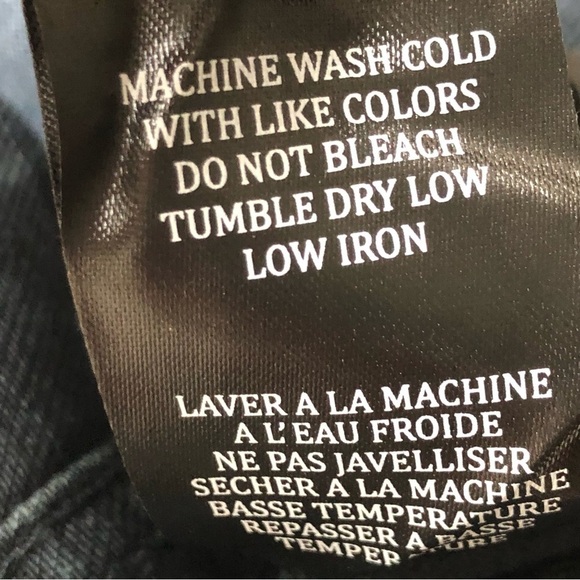 MACHINE WASH COLD
WITH LIKE COLORS
DO NOT BLEACH
TUMBLE DRY LOW
LOW IRON
LAVER A LA MACHINE
A L'EAU FROIDE
NE PAS JAVELLISER
SECHER A LA MACHINE
BASSE TEMPERATURE
REPASSER A BASSE
TEMPERATURE